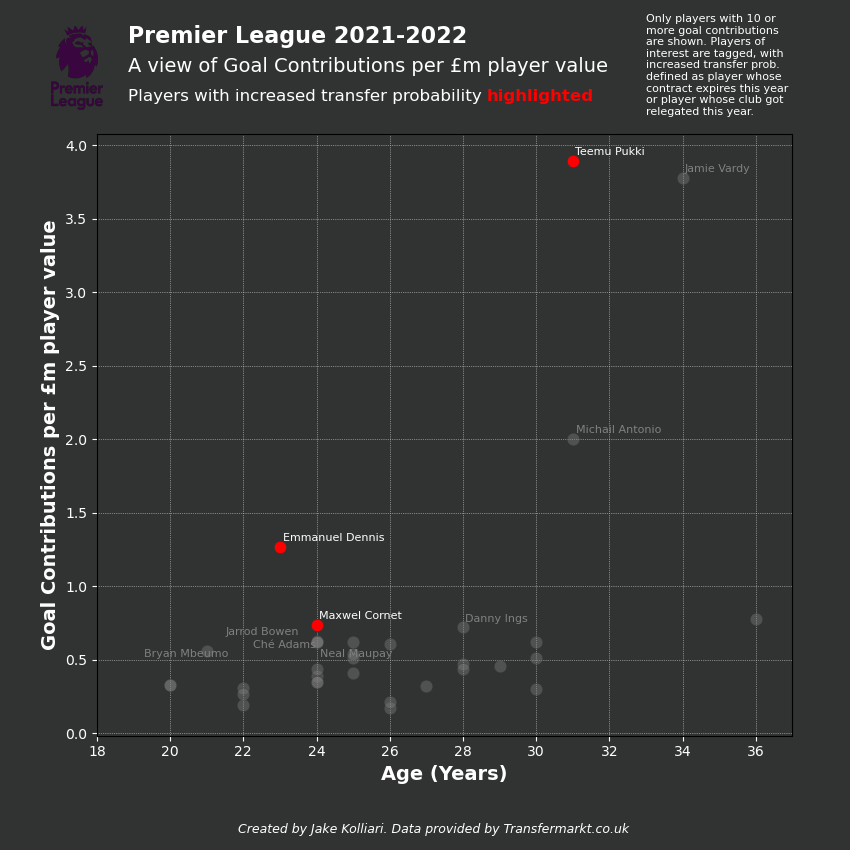 Premier League 2021-2022
A view of Goal Contributions per £m player value
Players with increased transfer probability highlighted
Premier
League
Only players with 10 or
more goal contributions
are shown. Players of
interest are tagged, with
increased transfer prob.
defined as player whose
contract expires this year
or player whose club got
relegated this year.
Goal Contributions per £m player value
4.0
3.5
3.0
2.5
2.0
1.5
1.0
0.5
0.0
Teemu Pukki
Jamie Vardy
Michail Antonio
Emmanuel Dennis
Maxwel Cornet
Danny Ings
Jarrod Bowen
Ché Adams
Bryan Mbeumo
Neal Maupay
18 20 22 24 26 28 30 32 34 36
Age (Years)
Created by Jake Kolliari. Data provided by Transfermarkt.co.uk